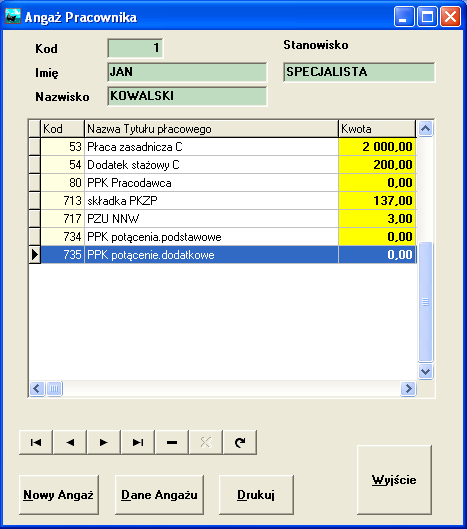 Angaż Pracownika
Kod 1 Stanowisko
Imię JAN SPECJALISTA
Nazwisko KOWALSKI
Kod Nazwa Tytułu płacowego Kwota
53 Płaca zasadnicza C 2 000,00
54 Dodatek stażowy C 200,00
80 PPK Pracodawca 0,00
713 składka PKZP 137,00
717 PZU NNW 3,00
734 PPK potącenia.podstawowe 0,00
735 PPK potącenie.dodatkowe 0,00
Nowy Angaż Dane Angażu Drukuj Wyjście